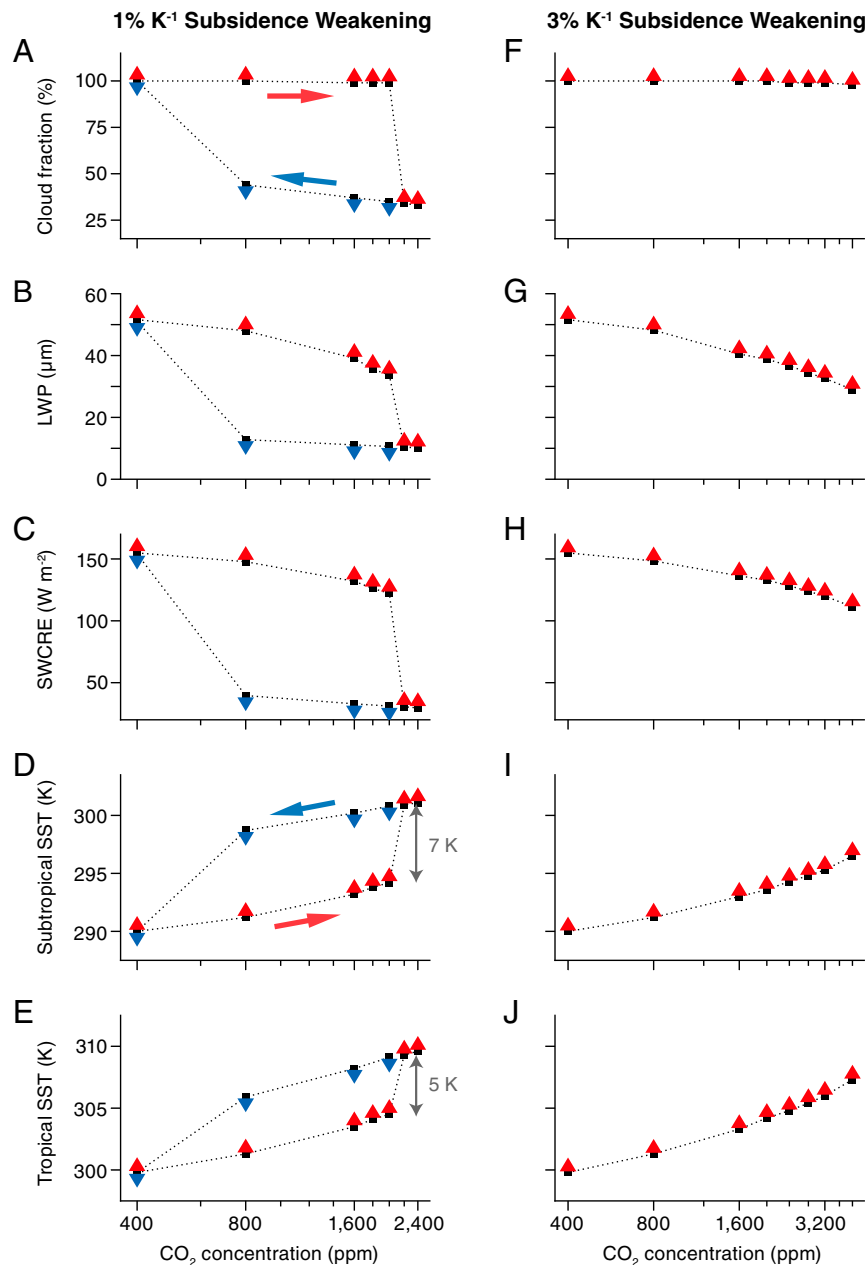 1% K⁻¹ Subsidence Weakening
3% K⁻¹ Subsidence Weakening
A
F
Cloud fraction (%)
100
75
50
25
B
G
LWP (µm)
60
40
20
0
C
H
SWCRE (W m⁻²)
150
100
50
D
I
Subtropical SST (K)
300
295
290
7 K
E
J
Tropical SST (K)
310
305
300
5 K
400
800
1,600
2,400
400
800
1,600
3,200
CO₂ concentration (ppm)
CO₂ concentration (ppm)